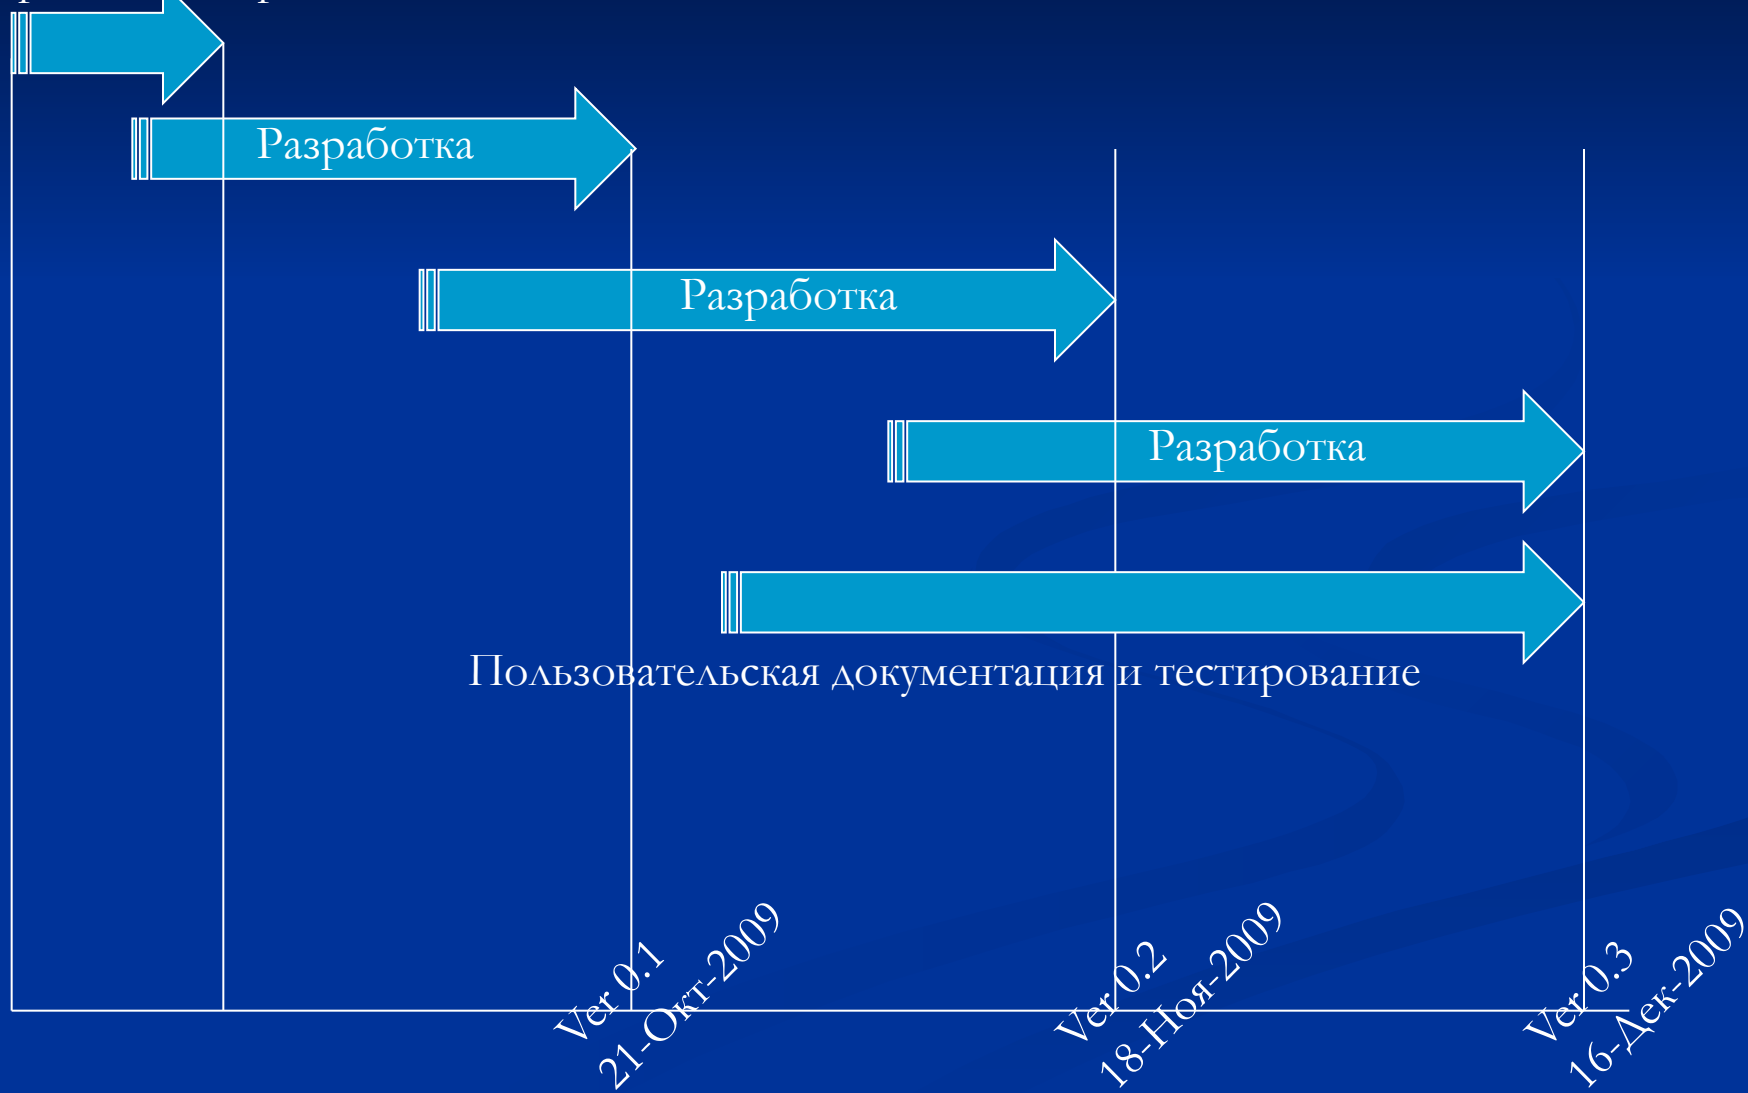 Разработка
Разработка
Разработка
Пользовательская документация и тестирование
Ver 0.1
21-Окт-2009
Ver 0.2
18-Ноя-2009
Ver 0.3
16-Дек-2009